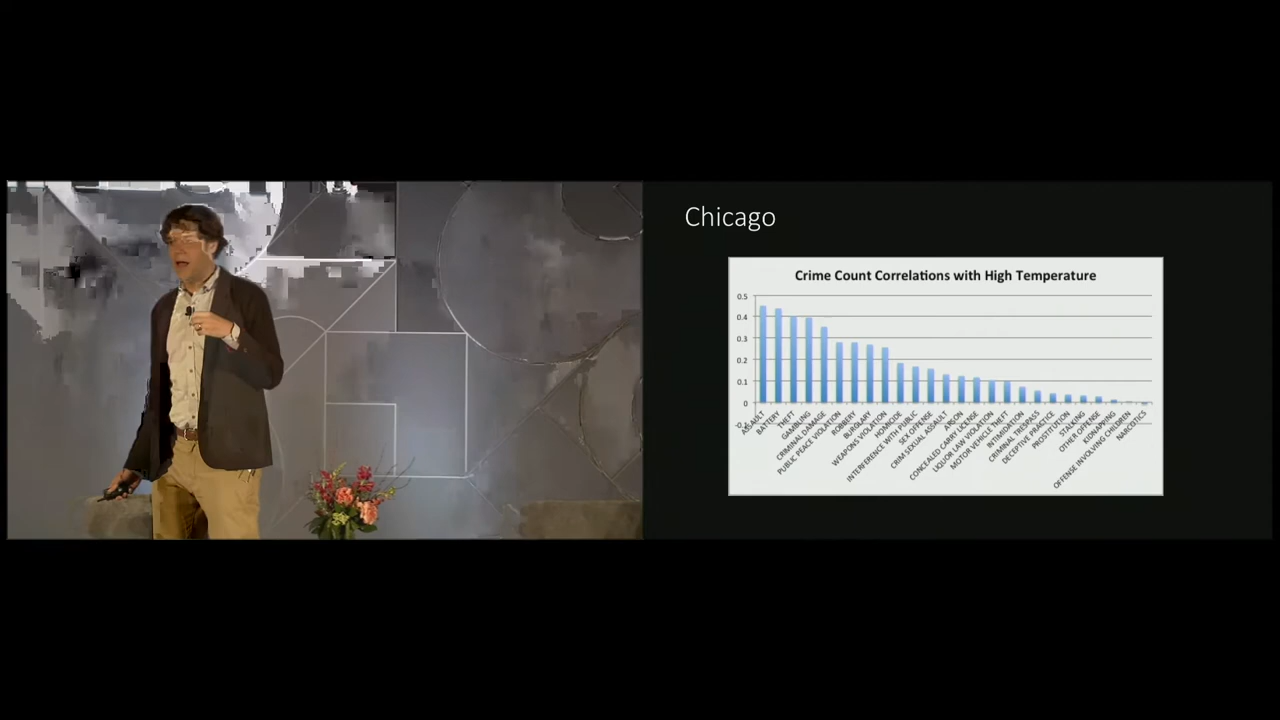 Chicago
Crime Count Correlations with High Temperature
0.5
0.4
0.3
0.2
0.1
0
-0.1
ASSAULT
BATTERY
THEFT
GAMBLING
CRIMINAL DAMAGE
PUBLIC PEACE VIOLATION
ROBBERY
BURGLARY
WEAPONS VIOLATION
HOMICIDE
INTERFERENCE WITH PUBLIC
SEX OFFENSE
CRIM SEXUAL ASSAULT
ARSON
CONCEALED CARRY LICENSE
LIQUOR LAW VIOLATION
MOTOR VEHICLE THEFT
INTIMIDATION
CRIMINAL TRESPASS
DECEPTIVE PRACTICE
PROSTITUTION
STALKING
OTHER OFFENSE
KIDNAPPING
OFFENSE INVOLVING CHILDREN
NARCOTICS